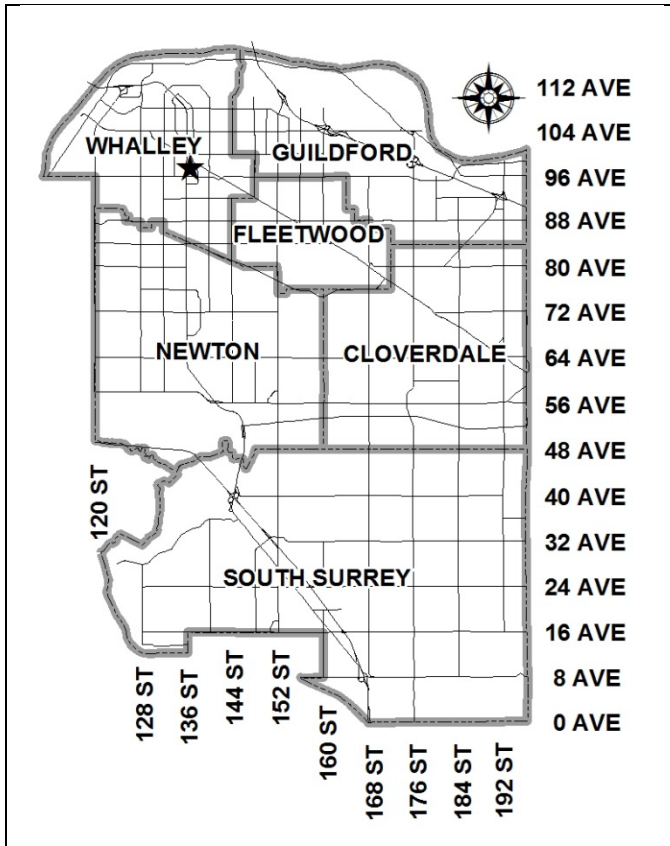 112 AVE
104 AVE
WHALLEY
GUILDFORD
96 AVE
88 AVE
FLEETWOOD
80 AVE
72 AVE
NEWTON
CLOVERDALE
64 AVE
56 AVE
48 AVE
120 ST
40 AVE
32 AVE
SOUTH SURREY
24 AVE
16 AVE
128 ST
136 ST
144 ST
152 ST
160 ST
8 AVE
0 AVE
168 ST
176 ST
184 ST
192 ST